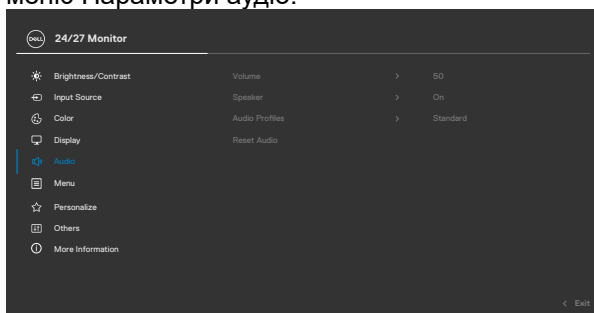 меню Параметри аудіо.
DELL 24/27 Monitor
Brightness/Contrast Volume > 50
Input Source Speaker > On
Color Audio Profiles > Standard
Display Reset Audio
Audio
Menu
Personalize
Others
More Information
< Exit